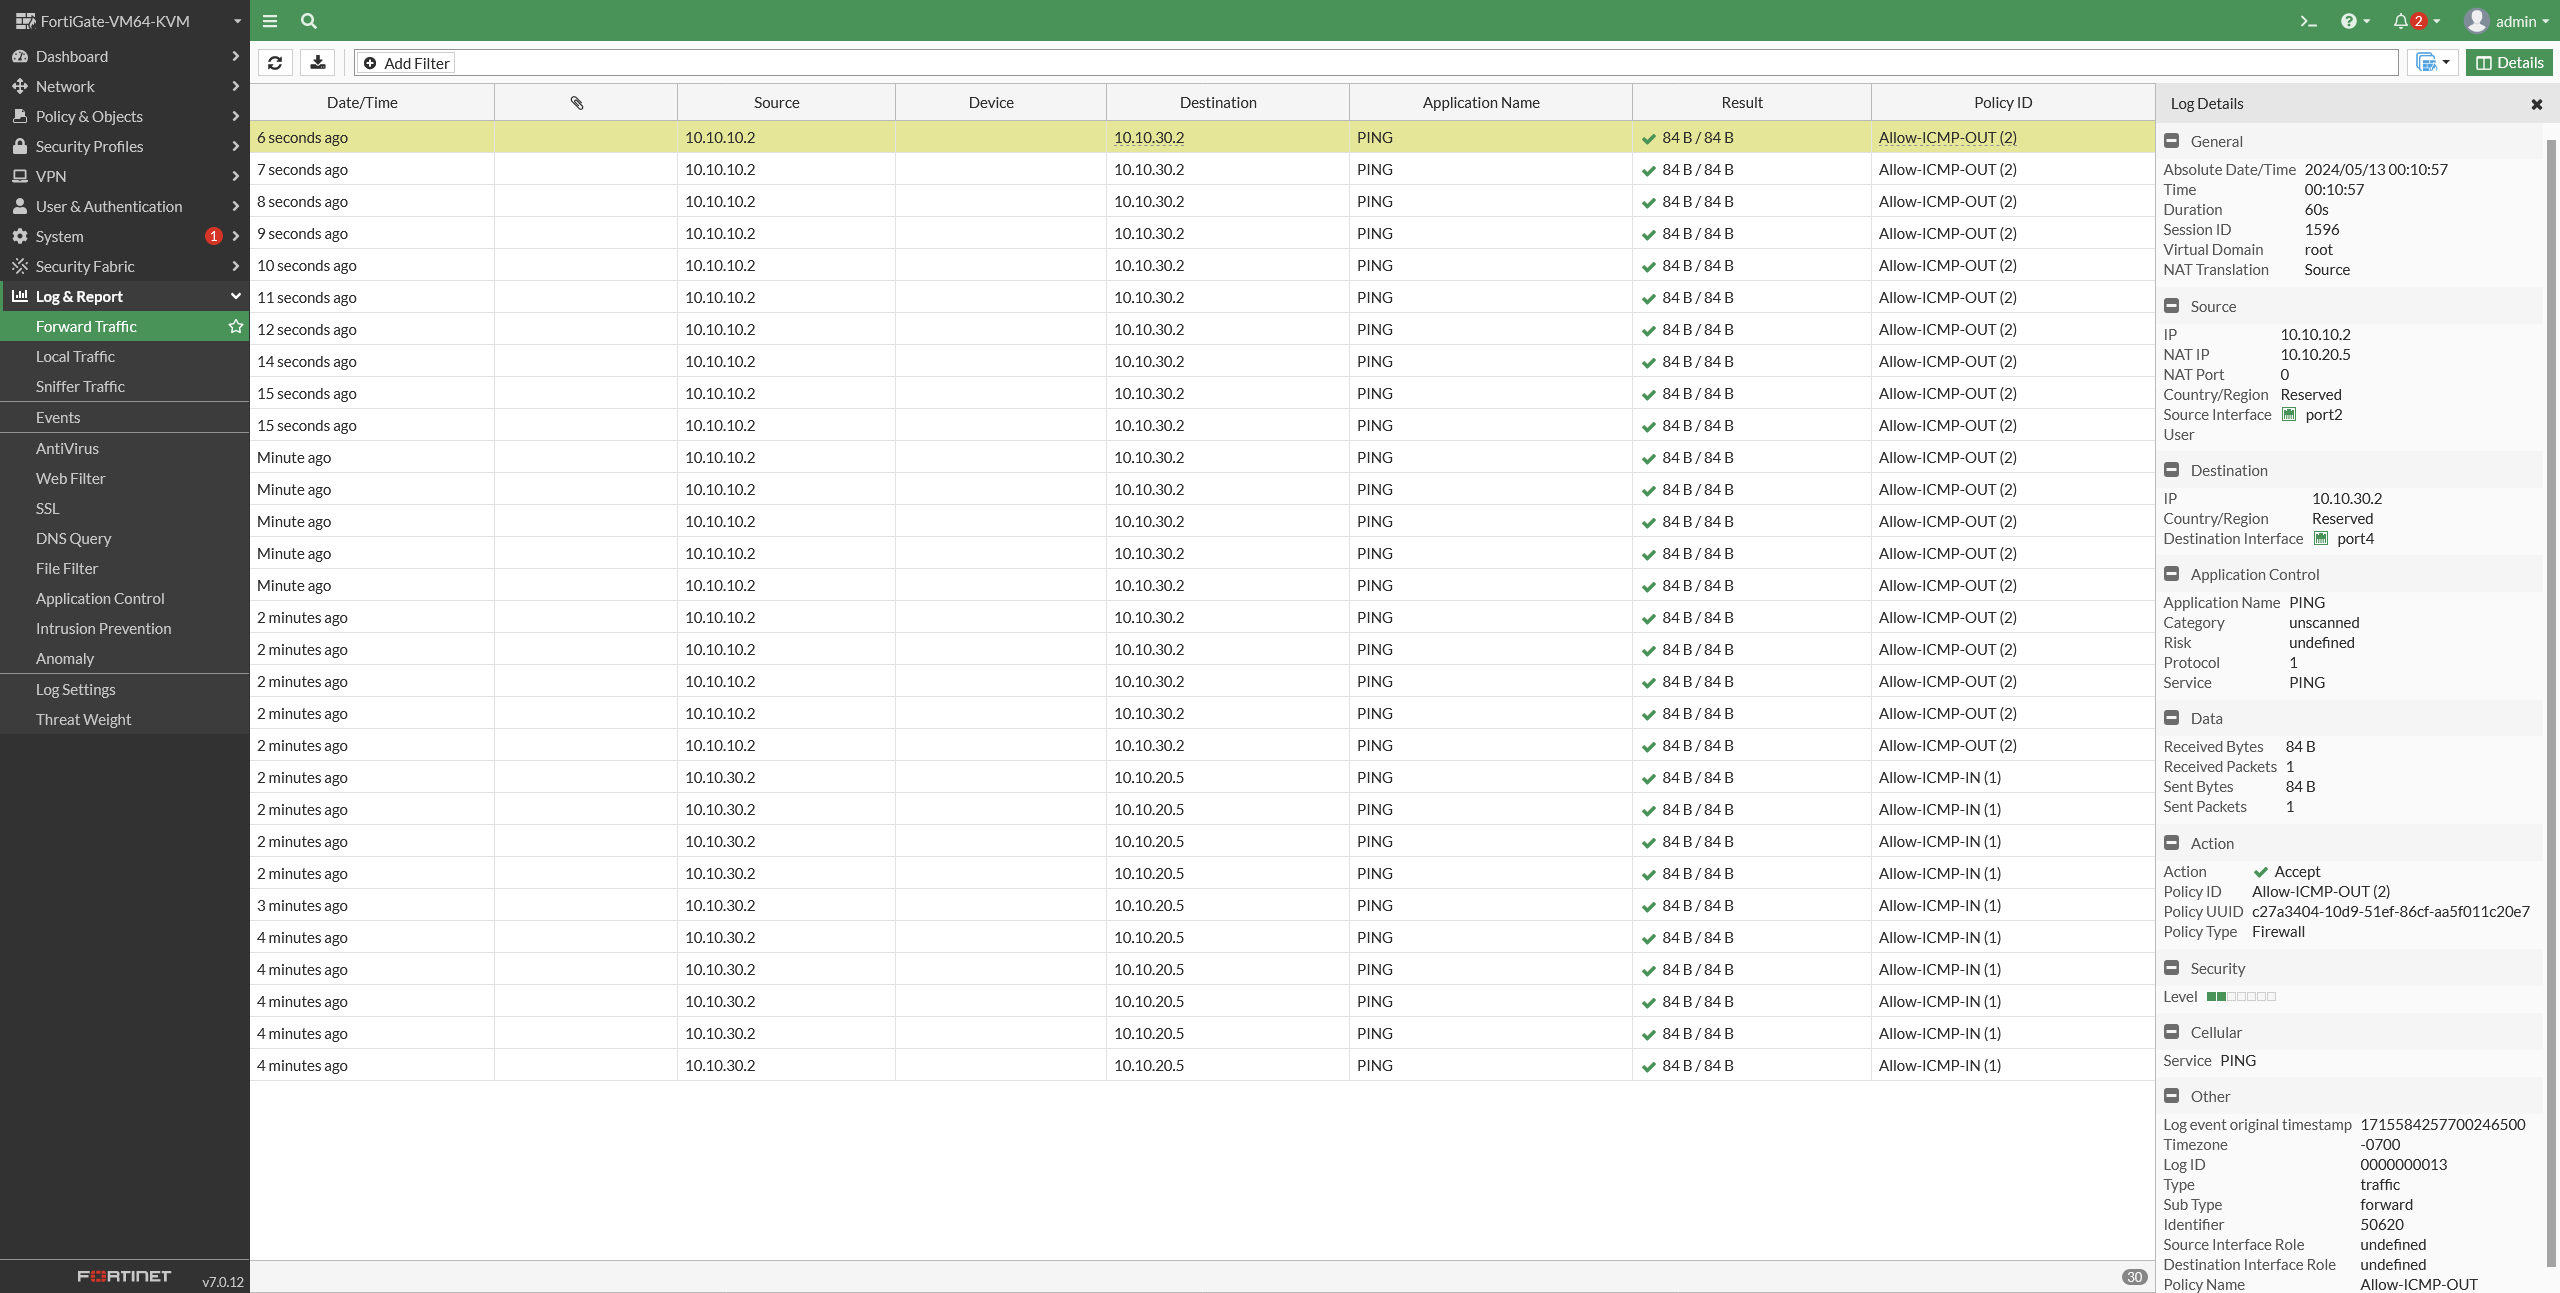 FortiGate-VM64-KVM
2
admin
Dashboard
Network
Policy & Objects
Security Profiles
VPN
User & Authentication
System 1
Security Fabric
Log & Report
Forward Traffic
Local Traffic
Sniffer Traffic
Events
AntiVirus
Web Filter
SSL
DNS Query
File Filter
Application Control
Intrusion Prevention
Anomaly
Log Settings
Threat Weight
FORTINET v7.0.12
Add Filter
Details
Date/Time Source Device Destination Application Name Result Policy ID
6 seconds ago 10.10.10.2 10.10.30.2 PING 84 B / 84 B Allow-ICMP-OUT (2)
7 seconds ago 10.10.10.2 10.10.30.2 PING 84 B / 84 B Allow-ICMP-OUT (2)
8 seconds ago 10.10.10.2 10.10.30.2 PING 84 B / 84 B Allow-ICMP-OUT (2)
9 seconds ago 10.10.10.2 10.10.30.2 PING 84 B / 84 B Allow-ICMP-OUT (2)
10 seconds ago 10.10.10.2 10.10.30.2 PING 84 B / 84 B Allow-ICMP-OUT (2)
11 seconds ago 10.10.10.2 10.10.30.2 PING 84 B / 84 B Allow-ICMP-OUT (2)
12 seconds ago 10.10.10.2 10.10.30.2 PING 84 B / 84 B Allow-ICMP-OUT (2)
14 seconds ago 10.10.10.2 10.10.30.2 PING 84 B / 84 B Allow-ICMP-OUT (2)
15 seconds ago 10.10.10.2 10.10.30.2 PING 84 B / 84 B Allow-ICMP-OUT (2)
15 seconds ago 10.10.10.2 10.10.30.2 PING 84 B / 84 B Allow-ICMP-OUT (2)
Minute ago 10.10.10.2 10.10.30.2 PING 84 B / 84 B Allow-ICMP-OUT (2)
Minute ago 10.10.10.2 10.10.30.2 PING 84 B / 84 B Allow-ICMP-OUT (2)
Minute ago 10.10.10.2 10.10.30.2 PING 84 B / 84 B Allow-ICMP-OUT (2)
Minute ago 10.10.10.2 10.10.30.2 PING 84 B / 84 B Allow-ICMP-OUT (2)
Minute ago 10.10.10.2 10.10.30.2 PING 84 B / 84 B Allow-ICMP-OUT (2)
2 minutes ago 10.10.10.2 10.10.30.2 PING 84 B / 84 B Allow-ICMP-OUT (2)
2 minutes ago 10.10.10.2 10.10.30.2 PING 84 B / 84 B Allow-ICMP-OUT (2)
2 minutes ago 10.10.10.2 10.10.30.2 PING 84 B / 84 B Allow-ICMP-OUT (2)
2 minutes ago 10.10.10.2 10.10.30.2 PING 84 B / 84 B Allow-ICMP-OUT (2)
2 minutes ago 10.10.10.2 10.10.30.2 PING 84 B / 84 B Allow-ICMP-OUT (2)
2 minutes ago 10.10.30.2 10.10.20.5 PING 84 B / 84 B Allow-ICMP-IN (1)
2 minutes ago 10.10.30.2 10.10.20.5 PING 84 B / 84 B Allow-ICMP-IN (1)
2 minutes ago 10.10.30.2 10.10.20.5 PING 84 B / 84 B Allow-ICMP-IN (1)
2 minutes ago 10.10.30.2 10.10.20.5 PING 84 B / 84 B Allow-ICMP-IN (1)
3 minutes ago 10.10.30.2 10.10.20.5 PING 84 B / 84 B Allow-ICMP-IN (1)
4 minutes ago 10.10.30.2 10.10.20.5 PING 84 B / 84 B Allow-ICMP-IN (1)
4 minutes ago 10.10.30.2 10.10.20.5 PING 84 B / 84 B Allow-ICMP-IN (1)
4 minutes ago 10.10.30.2 10.10.20.5 PING 84 B / 84 B Allow-ICMP-IN (1)
4 minutes ago 10.10.30.2 10.10.20.5 PING 84 B / 84 B Allow-ICMP-IN (1)
4 minutes ago 10.10.30.2 10.10.20.5 PING 84 B / 84 B Allow-ICMP-IN (1)
30
Log Details
General
Absolute Date/Time 2024/05/13 00:10:57
Time 00:10:57
Duration 60s
Session ID 1596
Virtual Domain root
NAT Translation Source
Source
IP 10.10.10.2
NAT IP 10.10.20.5
NAT Port 0
Country/Region Reserved
Source Interface port2
User
Destination
IP 10.10.30.2
Country/Region Reserved
Destination Interface port4
Application Control
Application Name PING
Category unscanned
Risk undefined
Protocol 1
Service PING
Data
Received Bytes 84 B
Received Packets 1
Sent Bytes 84 B
Sent Packets 1
Action
Action Accept
Policy ID Allow-ICMP-OUT (2)
Policy UUID c27a3404-10d9-51ef-86cf-aa5f011c20e7
Policy Type Firewall
Security
Level
Cellular
Service PING
Other
Log event original timestamp 1715584257700246500
Timezone -0700
Log ID 0000000013
Type traffic
Sub Type forward
Identifier 50620
Source Interface Role undefined
Destination Interface Role undefined
Policy Name Allow-ICMP-OUT